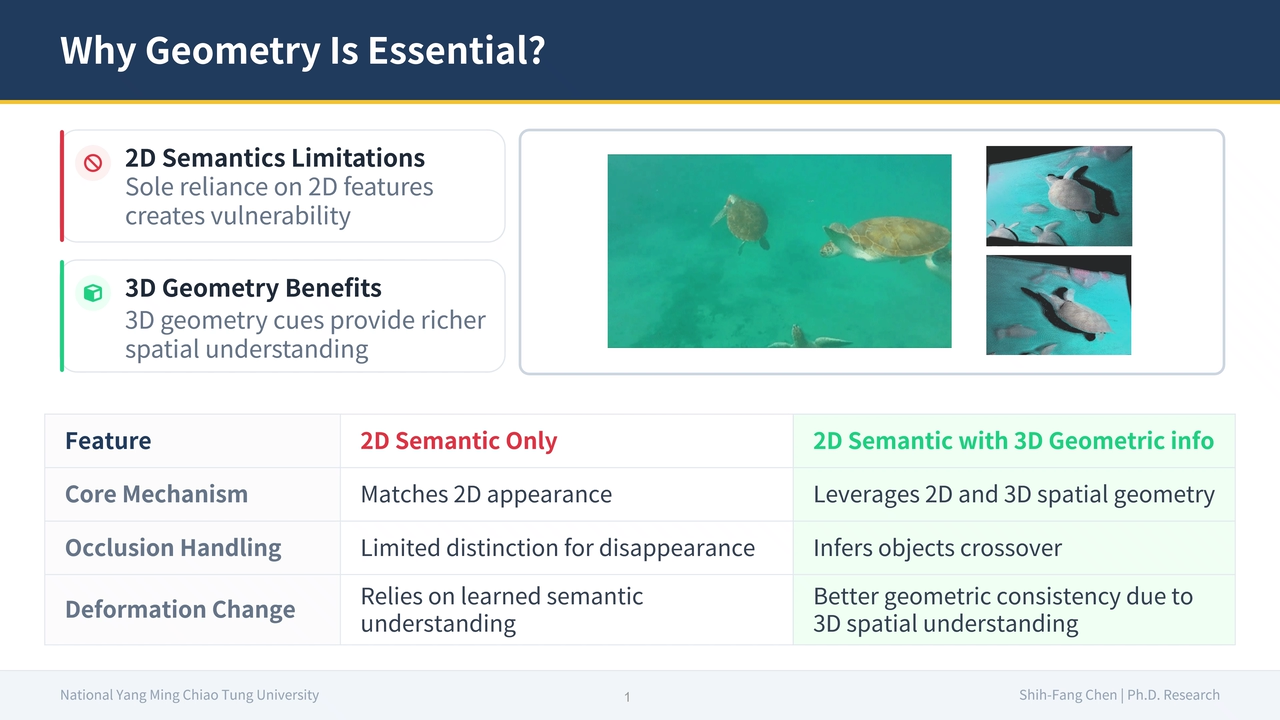 Why Geometry Is Essential?
2D Semantics Limitations
Sole reliance on 2D features
creates vulnerability
3D Geometry Benefits
3D geometry cues provide richer
spatial understanding
Feature
2D Semantic Only
2D Semantic with 3D Geometric info
Core Mechanism
Matches 2D appearance
Leverages 2D and 3D spatial geometry
Occlusion Handling
Limited distinction for disappearance
Infers objects crossover
Deformation Change
Relies on learned semantic
understanding
Better geometric consistency due to
3D spatial understanding
National Yang Ming Chiao Tung University
1
Shih-Fang Chen | Ph.D. Research